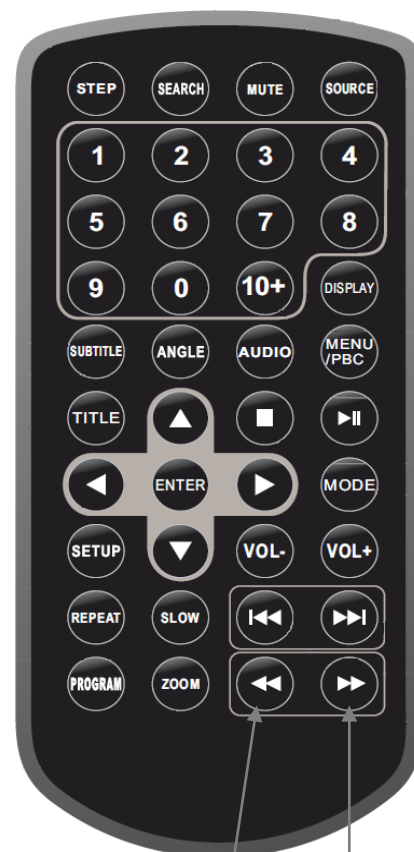 STEP SEARCH MUTE SOURCE
1 2 3 4
5 6 7 8
9 0 10+ DISPLAY
SUBTITLE ANGLE AUDIO MENU
/PBC
TITLE
ENTER MODE
SETUP VOL- VOL+
REPEAT SLOW
PROGRAM ZOOM